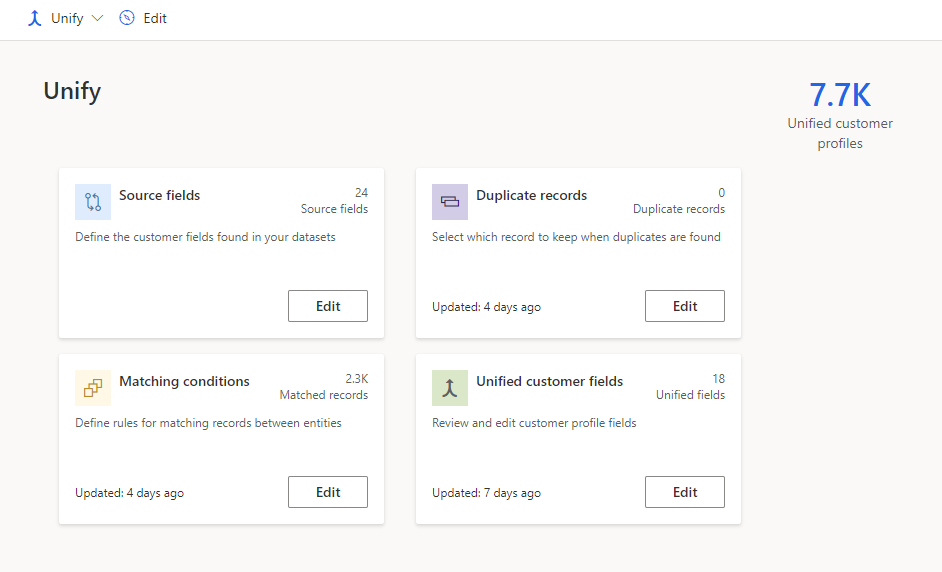 Unify Edit
Unify
7.7K
Unified customer
profiles
Source fields
24
Source fields
Define the customer fields found in your datasets
Edit
Duplicate records
0
Duplicate records
Select which record to keep when duplicates are found
Updated: 4 days ago
Edit
Matching conditions
2.3K
Matched records
Define rules for matching records between entities
Updated: 4 days ago
Edit
Unified customer fields
18
Unified fields
Review and edit customer profile fields
Updated: 7 days ago
Edit